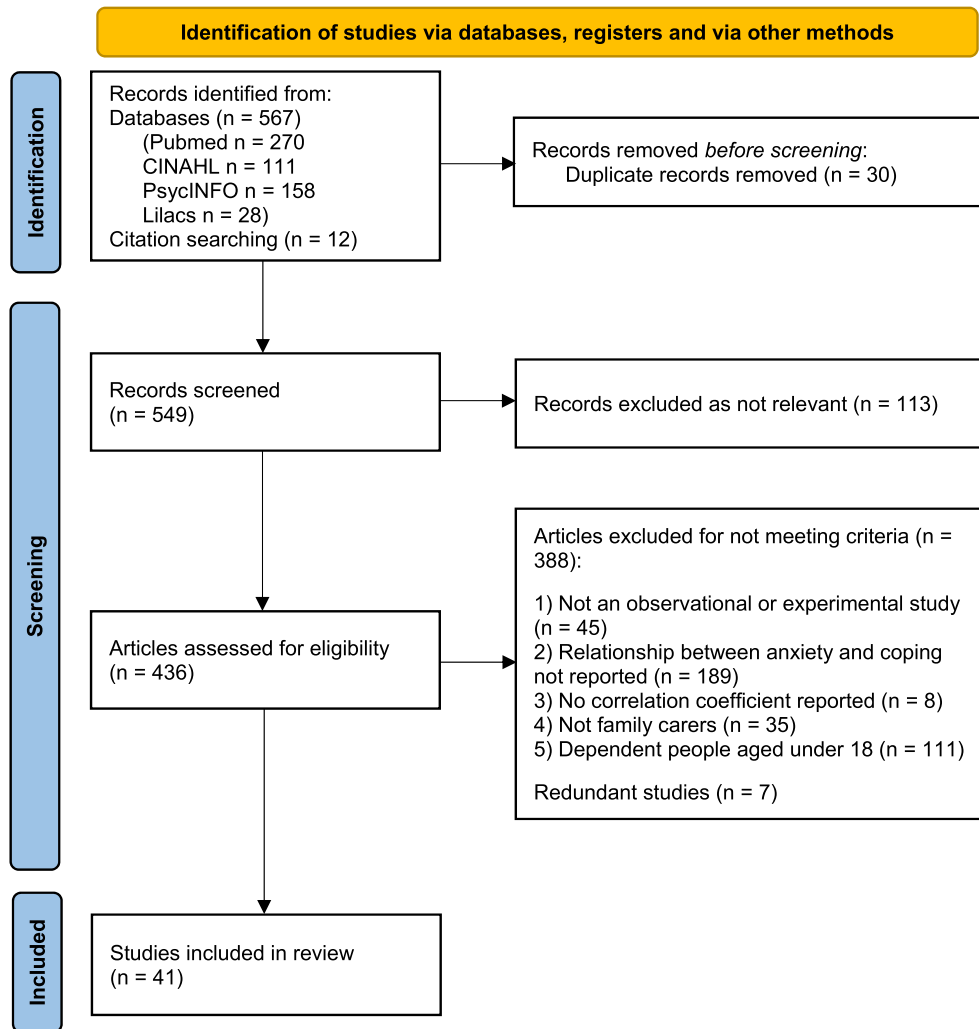 Identification of studies via databases, registers and via other methods
Identification
Records identified from:
Databases (n = 567)
(Pubmed n = 270
CINAHL n = 111
PsycINFO n = 158
Lilacs n = 28)
Citation searching (n = 12)
Records removed before screening:
Duplicate records removed (n = 30)
Screening
Records screened
(n = 549)
Records excluded as not relevant (n = 113)
Articles assessed for eligibility
(n = 436)
Articles excluded for not meeting criteria (n =
388):
1) Not an observational or experimental study
(n = 45)
2) Relationship between anxiety and coping
not reported (n = 189)
3) No correlation coefficient reported (n = 8)
4) Not family carers (n = 35)
5) Dependent people aged under 18 (n = 111)
Redundant studies (n = 7)
Included
Studies included in review
(n = 41)